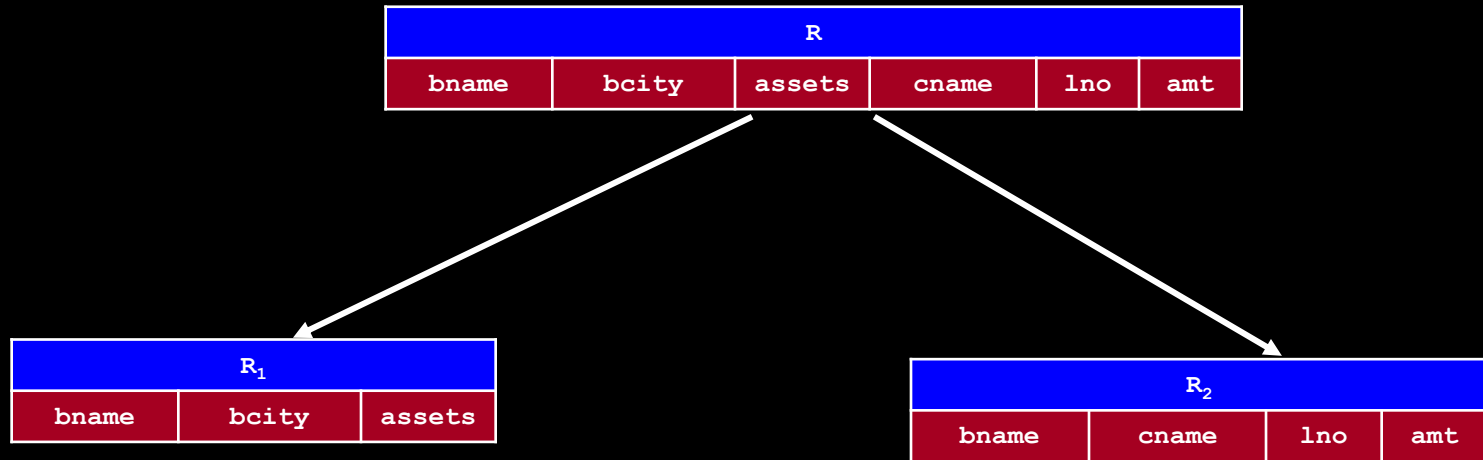 R
bname bcity assets cname lno amt
R₁
bname bcity assets
R₂
bname cname lno amt